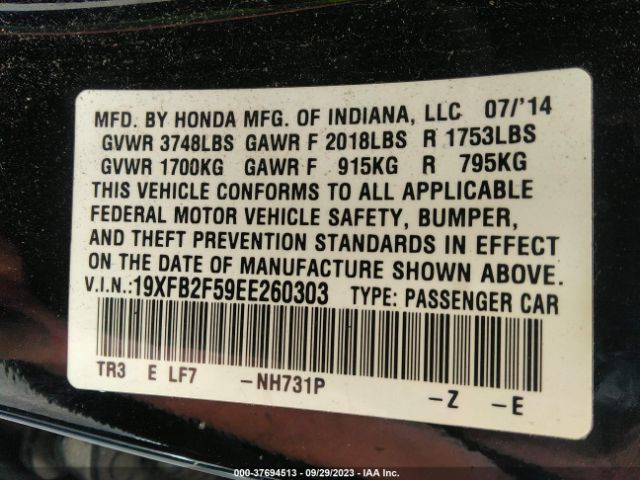 MFD. BY HONDA MFG. OF INDIANA, LLC 07/'14
GVWR 3748LBS GAWR F 2018LBS R 1753LBS
GVWR 1700KG GAWR F 915KG R 795KG
THIS VEHICLE CONFORMS TO ALL APPLICABLE
FEDERAL MOTOR VEHICLE SAFETY, BUMPER,
AND THEFT PREVENTION STANDARDS IN EFFECT
ON THE DATE OF MANUFACTURE SHOWN ABOVE.
V.I.N.:19XFB2F59EE260303 TYPE: PASSENGER CAR
TR3 E LF7 -NH731P -Z -E
000-37694513 - 09/29/2023 - IAA Inc.